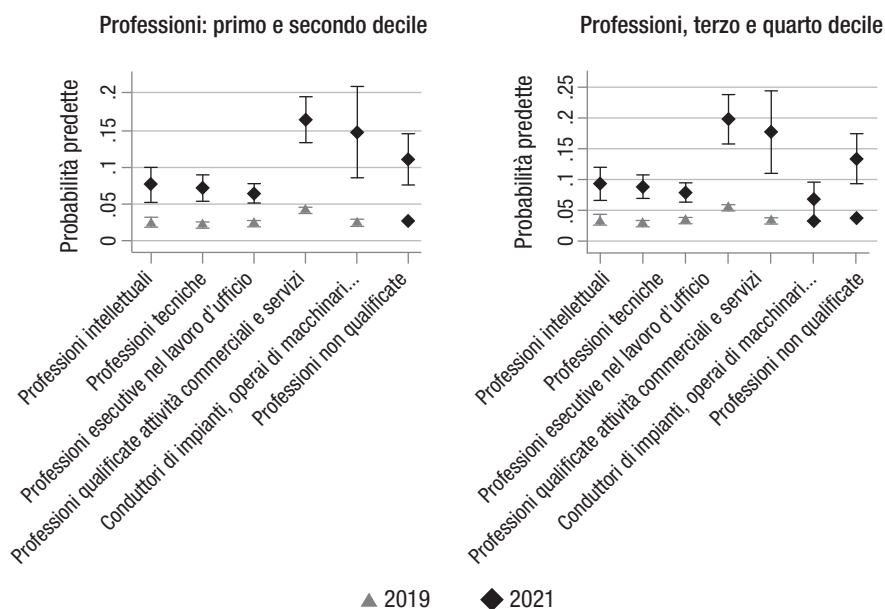 Professioni: primo e secondo decile
Probabilità predette
.2
.15
.1
.05
0
Professioni intellettuali
Professioni tecniche
Professioni esecutive nel lavoro d'ufficio
Professioni qualificate attività commerciali e servizi
Conduttori di impianti, operai di macchinari...
Professioni non qualificate
Professioni, terzo e quarto decile
Probabilità predette
.25
.2
.15
.1
.05
0
Professioni intellettuali
Professioni tecniche
Professioni esecutive nel lavoro d'ufficio
Professioni qualificate attività commerciali e servizi
Conduttori di impianti, operai di macchinari...
Professioni non qualificate
2019
2021